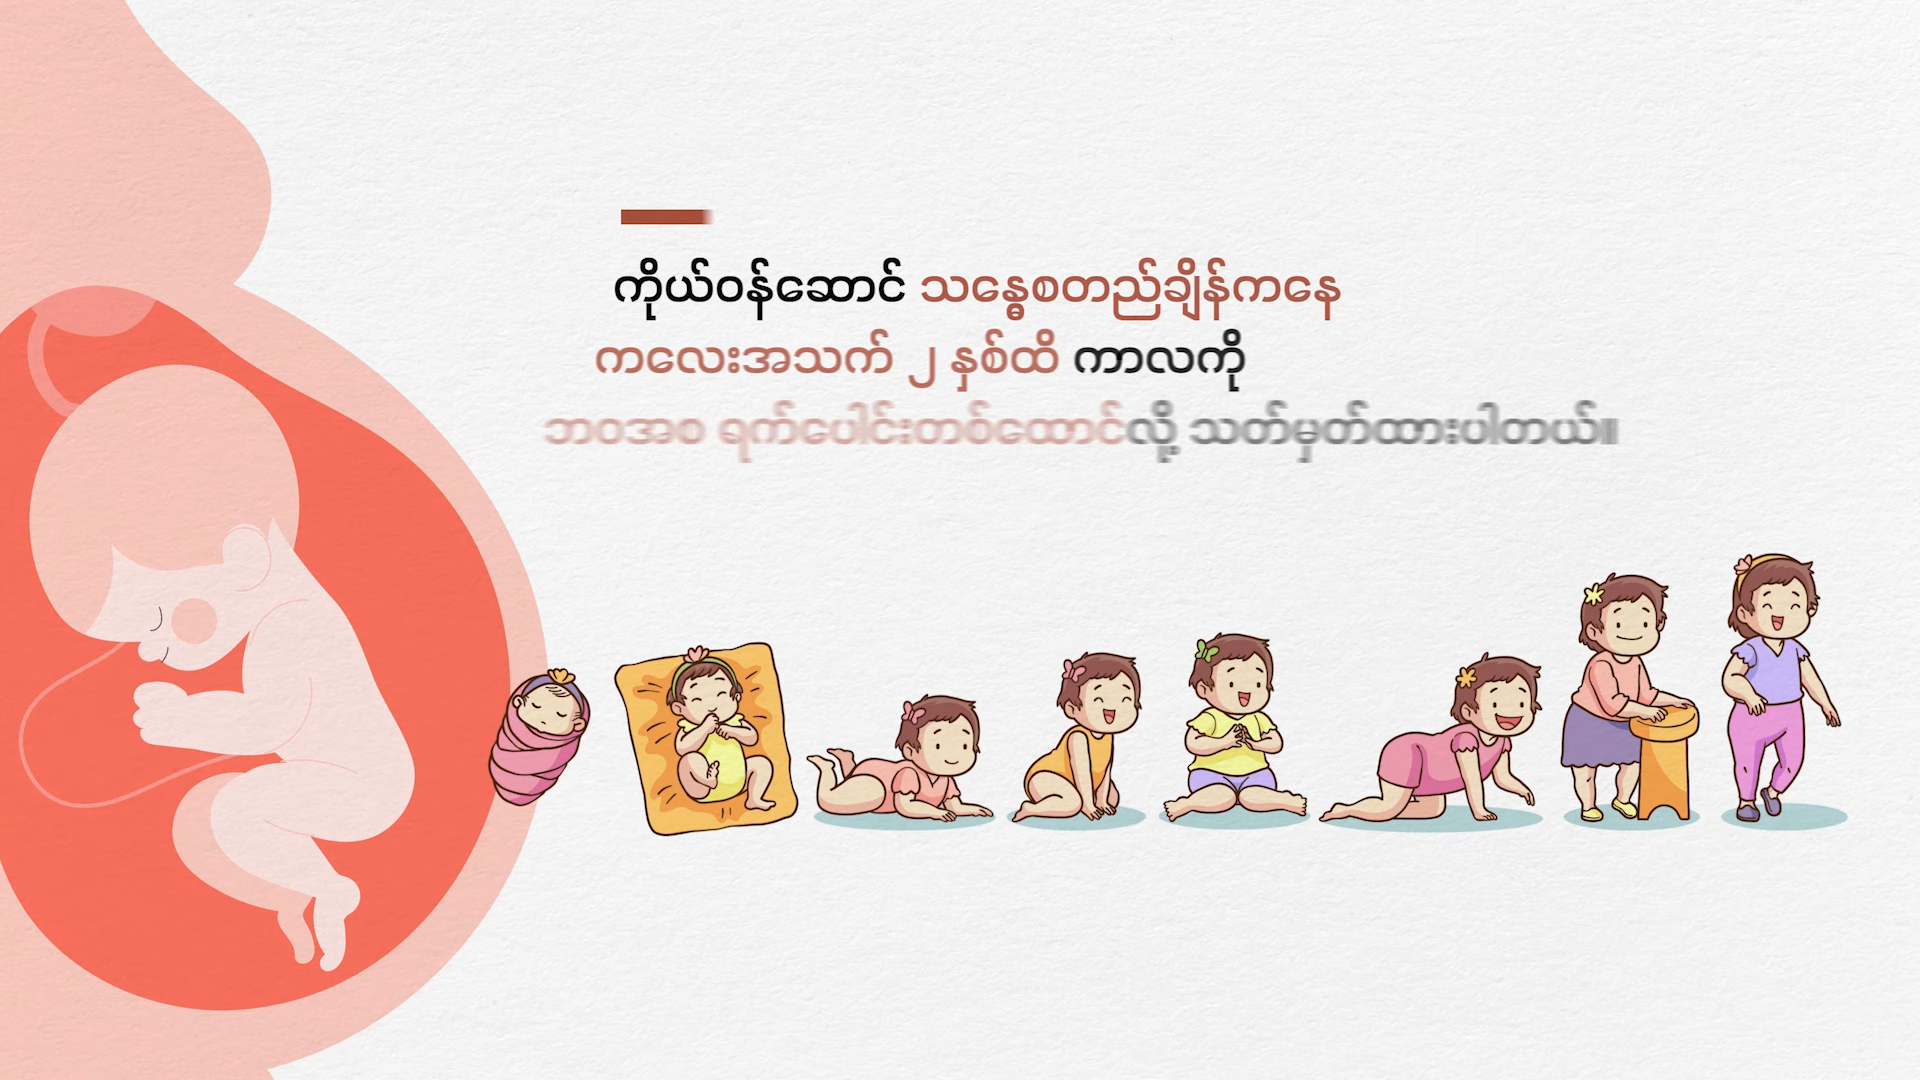 ကိုယ်ဝန်ဆောင် သန္ဓေစတည်ချိန်ကနေ
ကလေးအသက် ၂ နှစ်ထိ ကာလကို
ဘဝအစ ရက်ပေါင်းတစ်ထောင်လို့ သတ်မှတ်ထားပါတယ်။